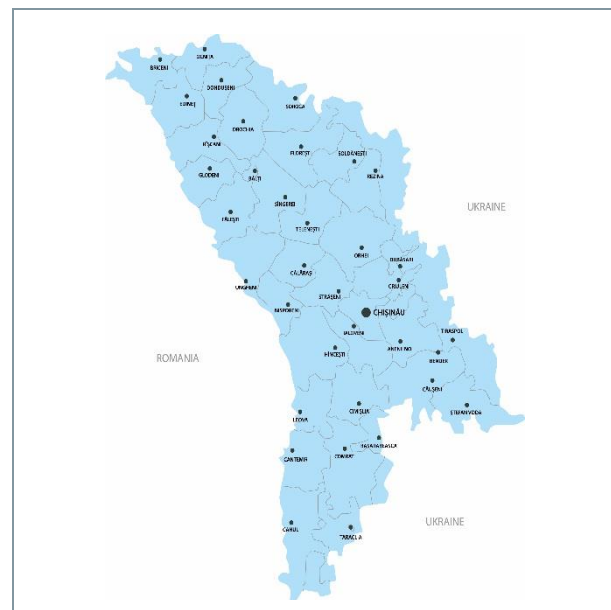 OCNIȚA
BRICENI
DONDUȘENI
EDINEȚ
SOROCA
DROCHIA
RÎȘCANI
FLOREȘTI
ȘOLDĂNEȘTI
GLODENI
BĂLȚI
REZINA
SÎNGEREI
FĂLEȘTI
UKRAINE
TELENEȘTI
ORHEI
DUBĂSARI
CĂLĂRAȘ
UNGHENI
CRIULENI
STRĂȘENI
NISPORENI
CHIȘINĂU
IALOVENI
TIRASPOL
HÎNCEȘTI
ANENII NOI
BENDER
ROMANIA
CĂUȘENI
LEOVA
CIMIȘLIA
ȘTEFAN VODĂ
BASARABEASCA
CANTEMIR
COMRAT
CAHUL
UKRAINE
TARACLIA